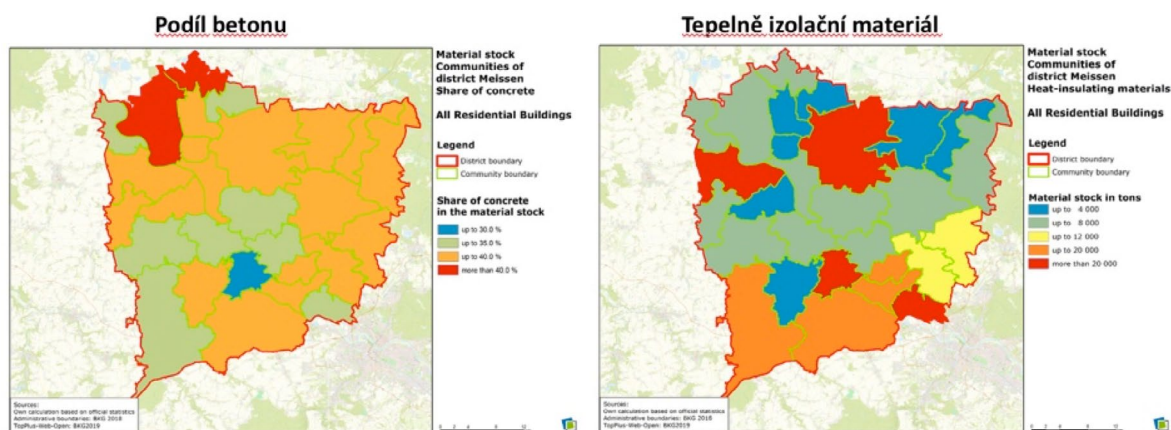 Podíl betonu
Material stock
Communities of
district Meissen
Share of concrete
All Residential Buildings
Legend
District boundary
Community boundary
Share of concrete
in the material stock
up to 30.0 %
up to 35.0 %
up to 40.0 %
more than 40.0 %
Sources:
Own calculation based on official statistics
Administrative boundaries: BKG 2018
TopPlus-Web-Open: BKG2019
Tepelně izolační materiál
Material stock
Communities of
district Meissen
Heat-insulating materials
All Residential Buildings
Legend
District boundary
Community boundary
Material stock in tons
up to 4 000
up to 8 000
up to 12 000
up to 20 000
more than 20 000
Sources:
Own calculation based on official statistics
Administrative boundaries: BKG 2018
TopPlus-Web-Open: BKG2019